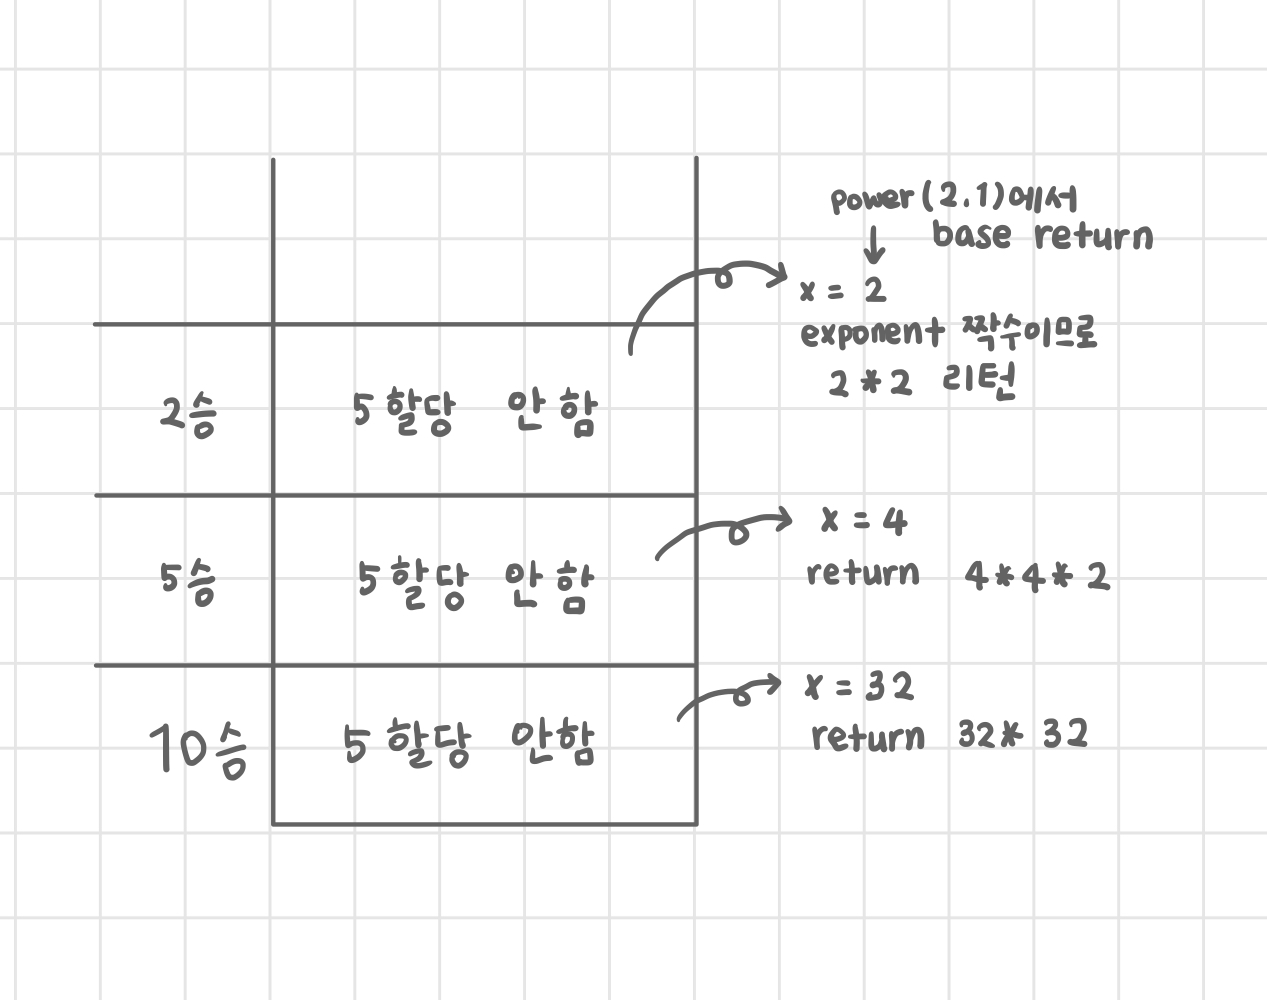 power(2.1)에서
base return
x = 2
exponent 짝수이므로
2*2 리턴
2승 5 할당 안 함
x = 4
5승 5 할당 안 함
return 4*4*2
x = 32
10승 5 할당 안함
return 32* 32